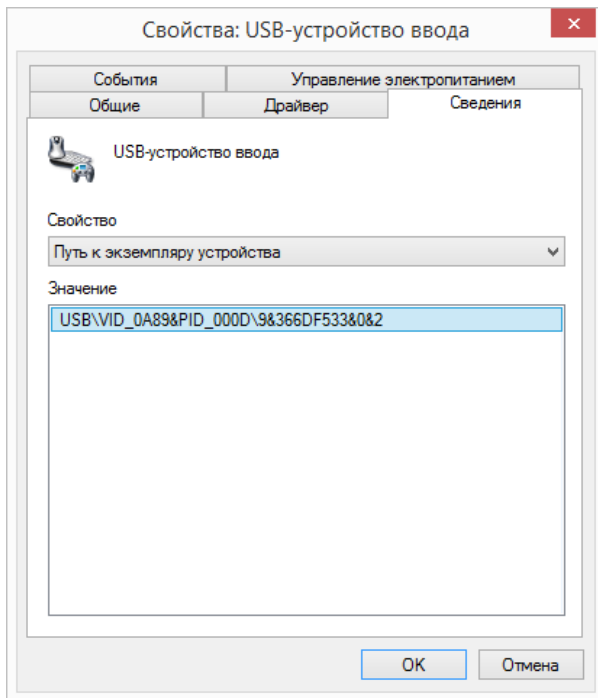 Свойства: USB-устройство ввода
События
Управление электропитанием
Общие
Драйвер
Сведения
USB-устройство ввода
Свойство
Путь к экземпляру устройства
Значение
USB\VID_0A89&PID_000D\9&366DF533&0&2
OK
Отмена